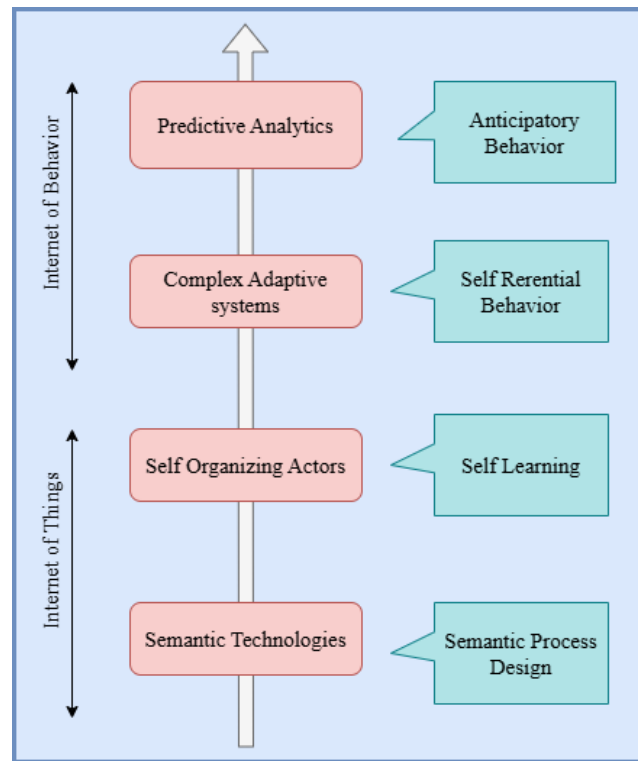 Internet of Behavior
Predictive Analytics
Anticipatory
Behavior
Complex Adaptive
systems
Self Rerential
Behavior
Internet of Things
Self Organizing Actors
Self Learning
Semantic Technologies
Semantic Process
Design